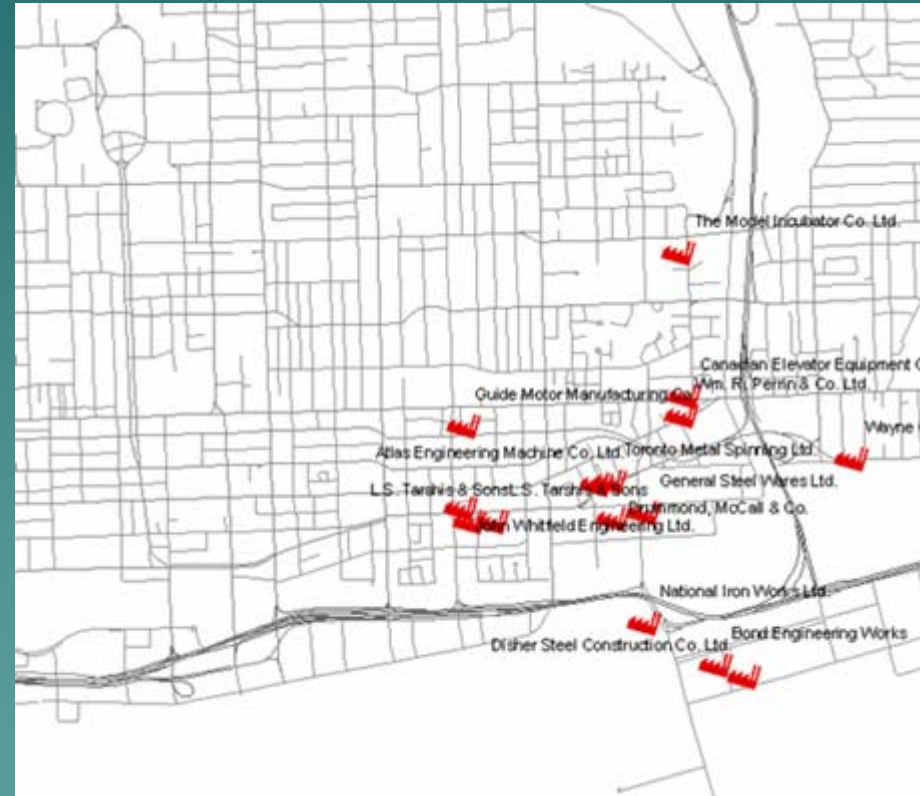 The Model Incubator Co. Ltd.
Canadian Elevator Equipment
Wm. R. Perrin & Co. Ltd.
Guide Motor Manufacturing Co.
Wayne
Atlas Engineering Machine Co. Ltd.
Toronto Metal Spinning Ltd.
General Steel Wares Ltd.
L.S. Tarshis & Sons
L.S. Tarshis & Sons
Drummond, McCall & Co.
John Whitfield Engineering Ltd.
National Iron Works Ltd.
Bond Engineering Works
Disher Steel Construction Co. Ltd.